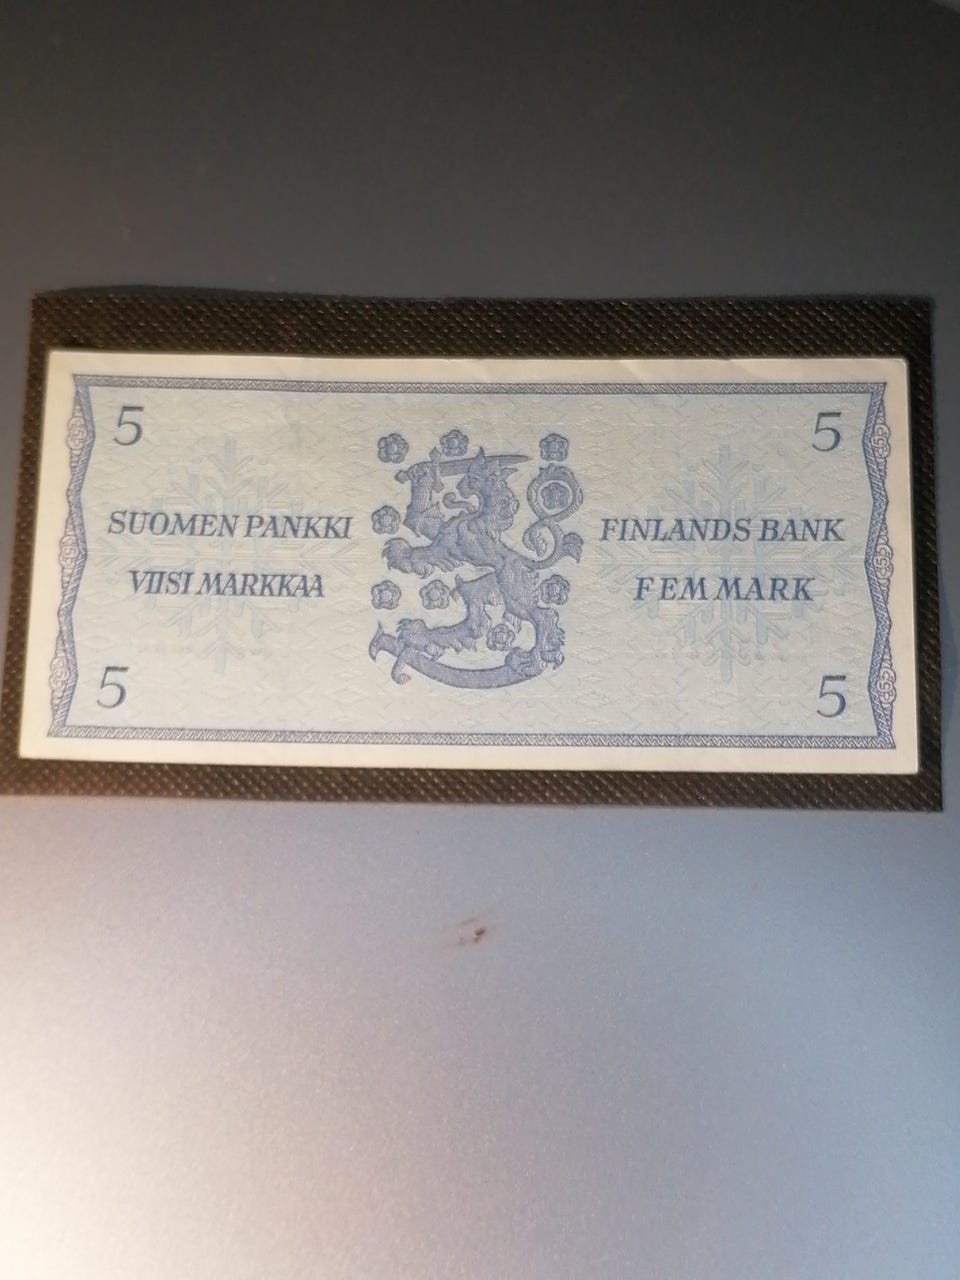 5
5
SUOMEN PANKKI
VIISI MARKKAA
FINLANDS BANK
FEM MARK
5
5